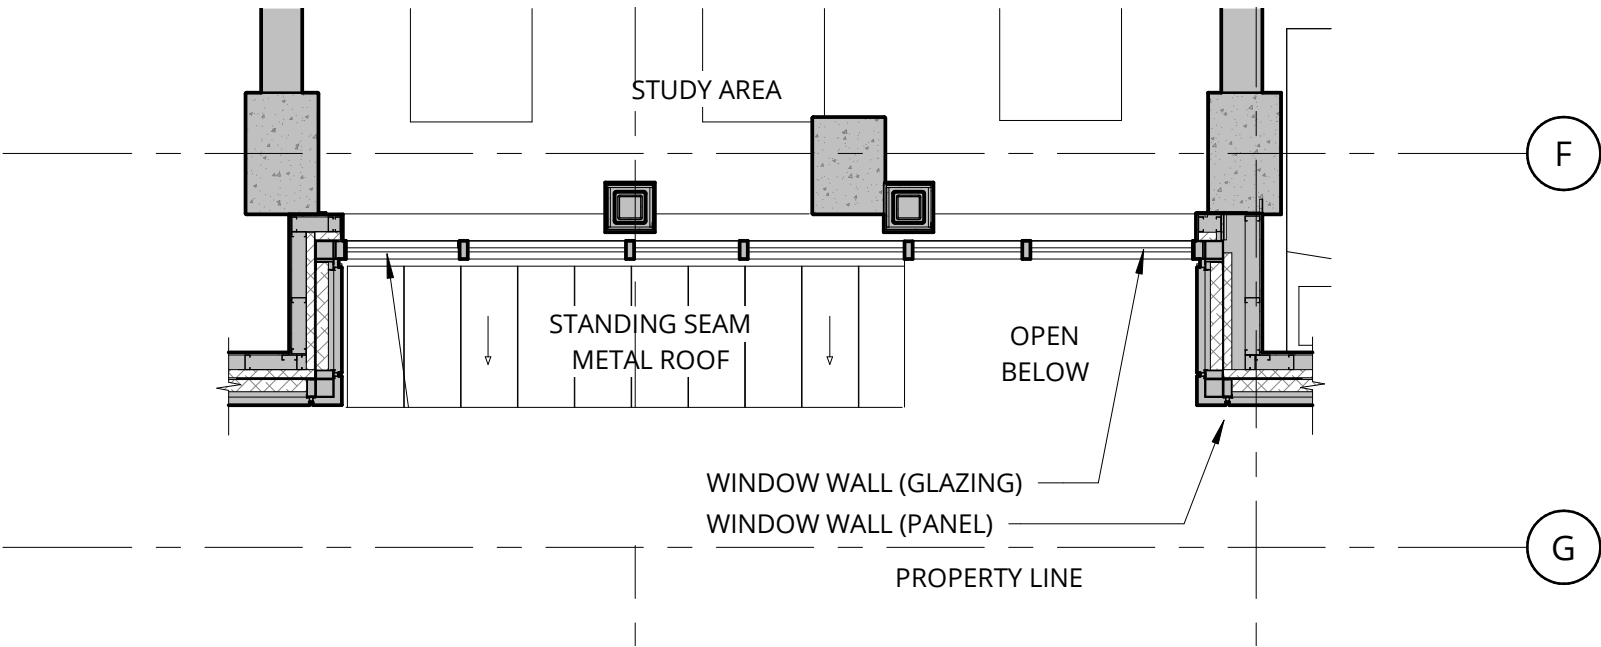 STUDY AREA
F
STANDING SEAM
METAL ROOF
OPEN
BELOW
WINDOW WALL (GLAZING)
WINDOW WALL (PANEL)
G
PROPERTY LINE